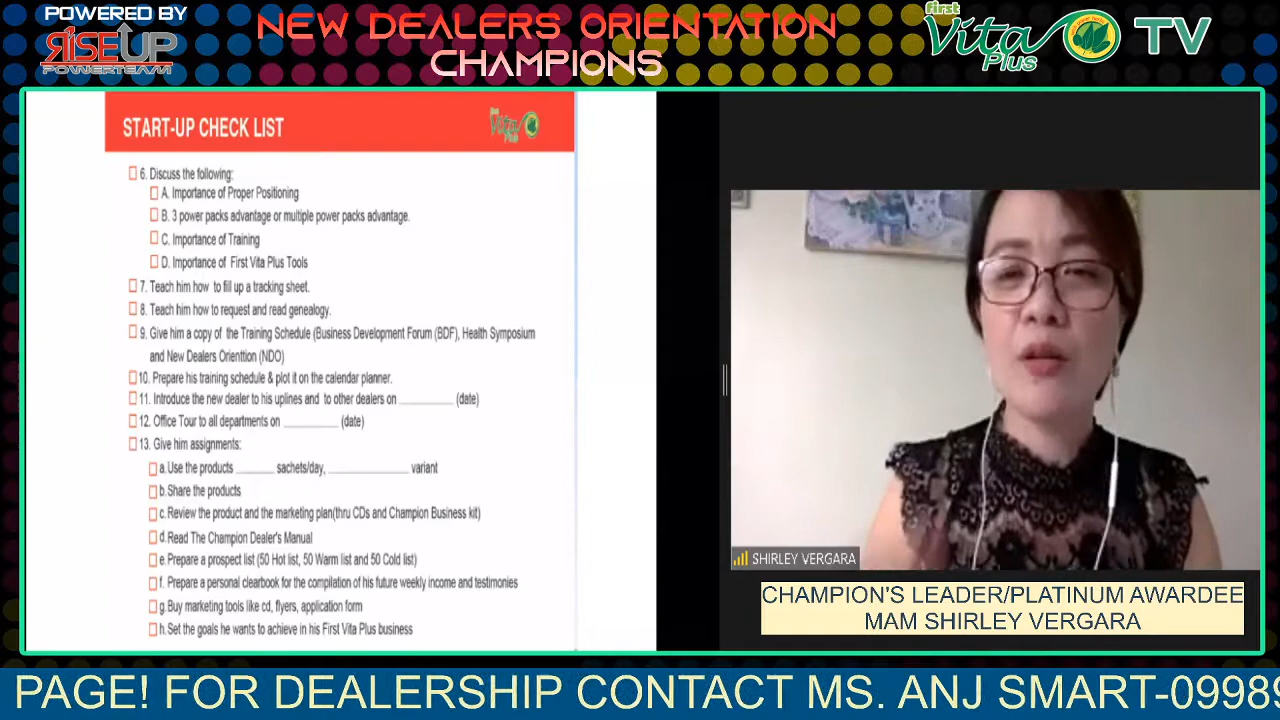 POWERED BY
RISEUP
POWERTEAM
NEW DEALERS ORIENTATION
CHAMPIONS
First
Vita
Plus
TV
START-UP CHECK LIST
Vita
Plus
6. Discuss the following:
A. Importance of Proper Positioning
B. 3 power packs advantage or multiple power packs advantage.
C. Importance of Training
D. Importance of First Vita Plus Tools
7. Teach him how to fill up a tracking sheet.
8. Teach him how to request and read genealogy.
9. Give him a copy of the Training Schedule (Business Development Forum (BDF), Health Symposium
and New Dealers Orienttion (NDO)
10. Prepare his training schedule & plot it on the calendar planner.
11. Introduce the new dealer to his uplines and to other dealers on __________ (date)
12. Office Tour to all departments on __________ (date)
13. Give him assignments:
a. Use the products _______ sachets/day, _______________ variant
b. Share the products
c. Review the product and the marketing plan(thru CDs and Champion Business kit)
d. Read The Champion Dealer's Manual
e. Prepare a prospect list (50 Hot list, 50 Warm list and 50 Cold list)
f. Prepare a personal clearbook for the compilation of his future weekly income and testimonies
g. Buy marketing tools like cd, flyers, application form
h. Set the goals he wants to achieve in his First Vita Plus business
SHIRLEY VERGARA
CHAMPION'S LEADER/PLATINUM AWARDEE
MAM SHIRLEY VERGARA
PAGE! FOR DEALERSHIP CONTACT MS. ANJ SMART-09989